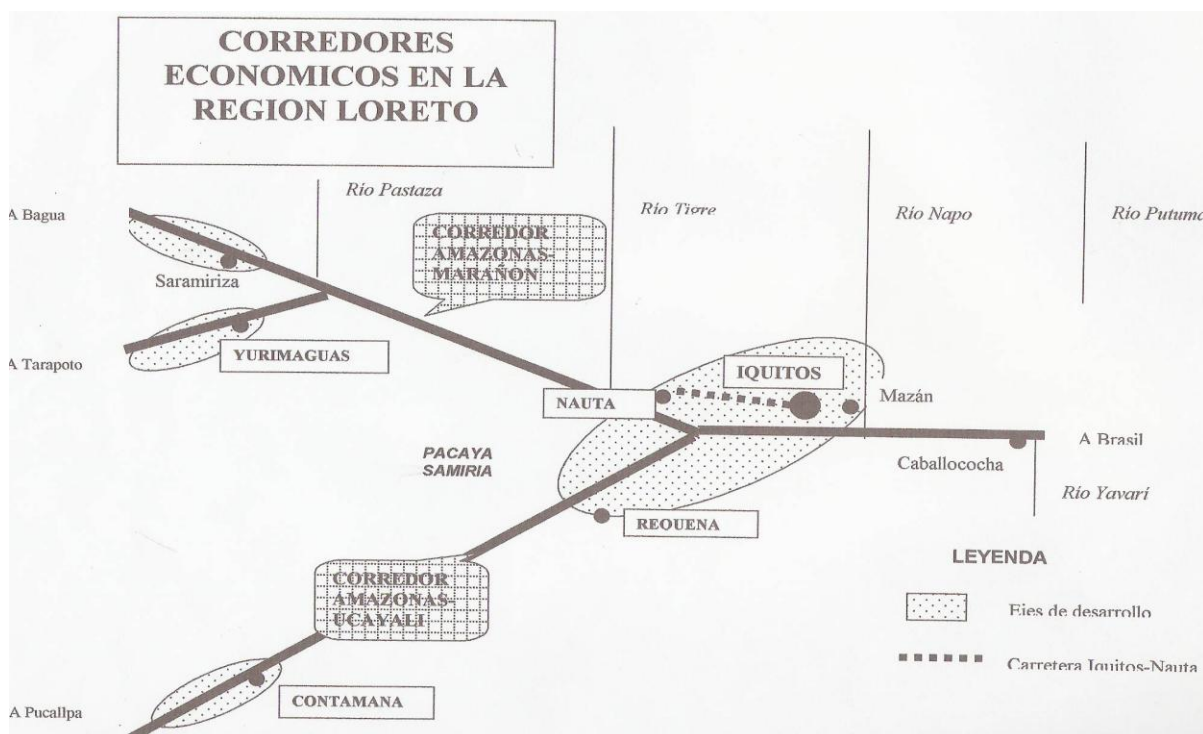 CORREDORES
ECONOMICOS EN LA
REGION LORETO
Río Pastaza
A Bagua
Río Tigre
Río Napo
Río Putuma
CORREDOR
AMAZONAS-
MARAÑON
Saramiriza
YURIMAGUAS
A Tarapoto
IQUITOS
NAUTA
Mazán
A Brasil
PACAYA
SAMIRIA
Caballococha
Río Yavarí
REQUENA
LEYENDA
CORREDOR
AMAZONAS-
UCAYALI
Ejes de desarrollo
Carretera Iquitos-Nauta
CONTAMANA
A Pucallpa